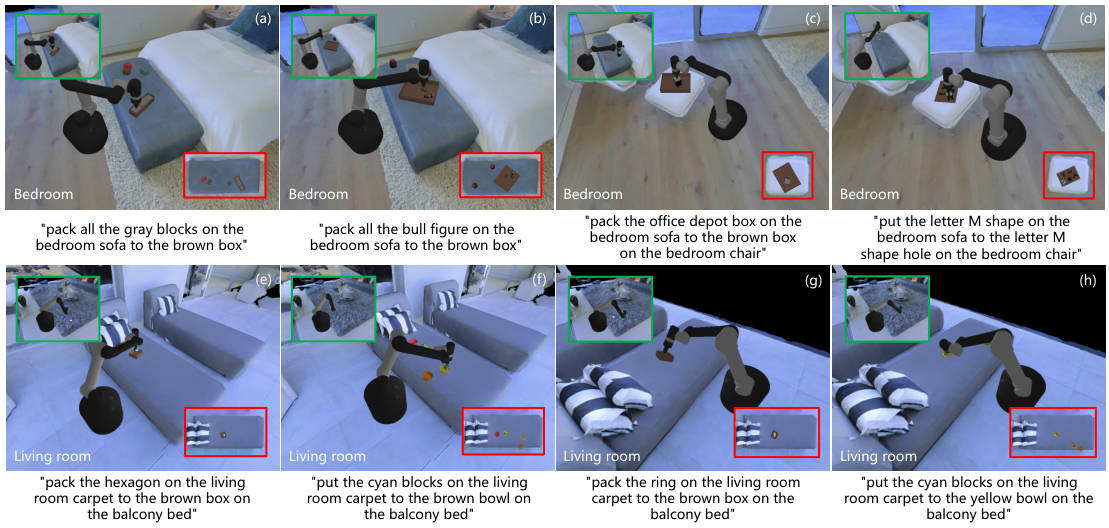 (a)
(b)
(c)
(d)
Bedroom
Bedroom
Bedroom
Bedroom
"pack all the gray blocks on the
bedroom sofa to the brown box"
"pack all the bull figure on the
bedroom sofa to the brown box"
"pack the office depot box on the
bedroom sofa to the brown box
on the bedroom chair"
"put the letter M shape on the
bedroom sofa to the letter M
shape hole on the bedroom chair"
(e)
(f)
(g)
(h)
Living room
Living room
Living room
Living room
"pack the hexagon on the living
room carpet to the brown box on
the balcony bed"
"put the cyan blocks on the living
room carpet to the brown bowl on
the balcony bed"
"pack the ring on the living room
carpet to the brown box on the
balcony bed"
"put the cyan blocks on the living
room carpet to the yellow bowl on the
balcony bed"